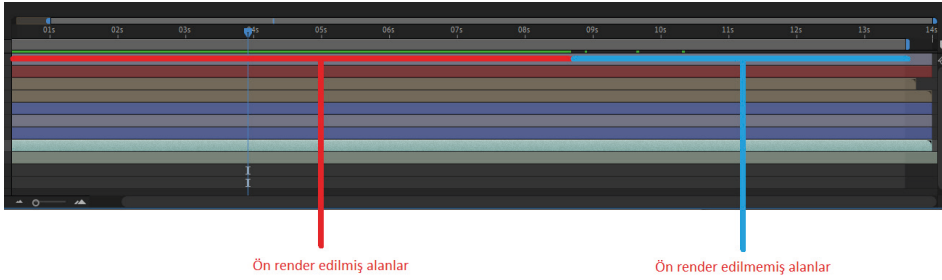 01s 02s 03s 04s 05s 06s 07s 08s 09s 10s 11s 12s 13s 14s
Ön render edilmiş alanlar
Ön render edilmemiş alanlar